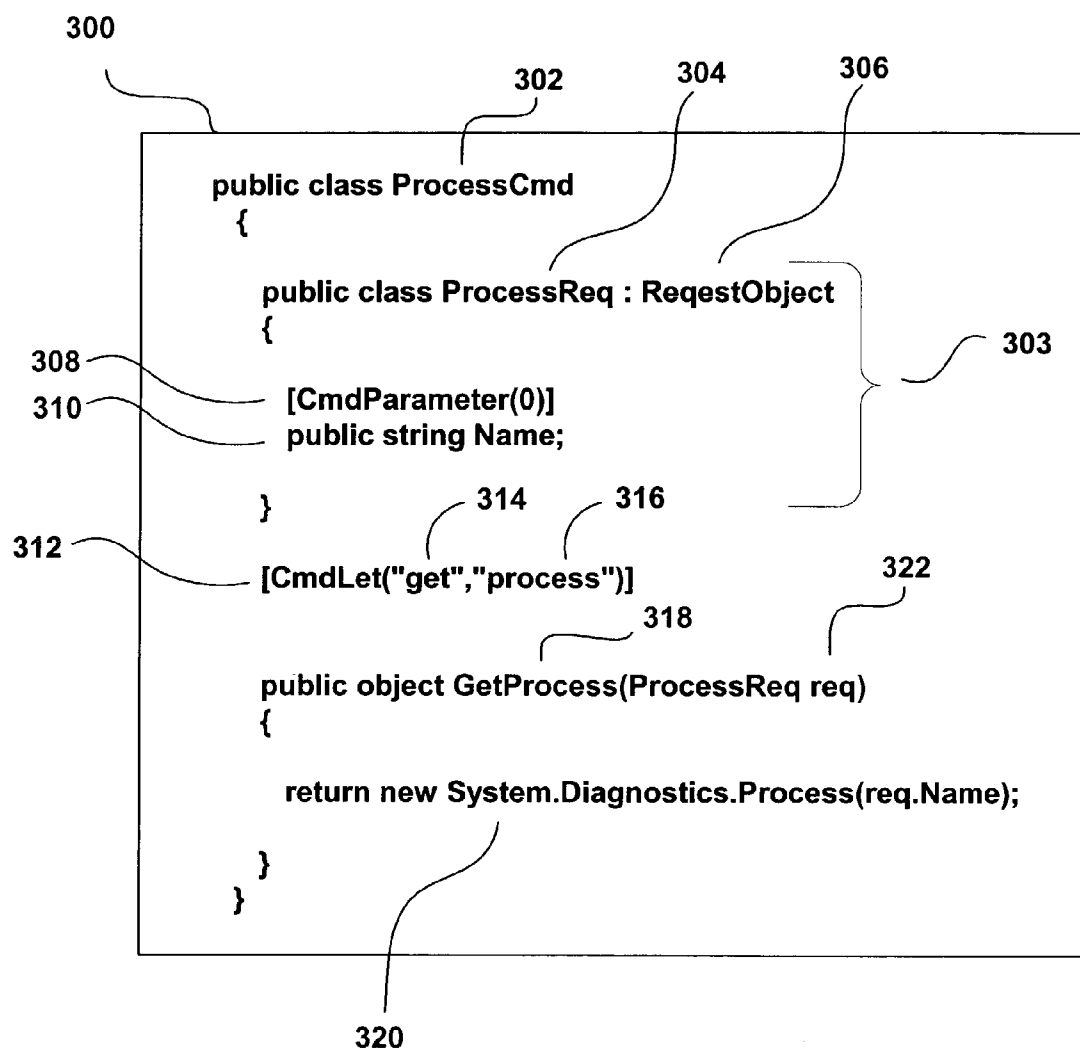 300
302
304
306
public class ProcessCmd
{
public class ProcessReq : ReqestObject
{
303
308
[CmdParameter(0)]
310
public string Name;
}
314
316
312
[CmdLet("get","process")]
322
318
public object GetProcess(ProcessReq req)
{
return new System.Diagnostics.Process(req.Name);
}
}
320